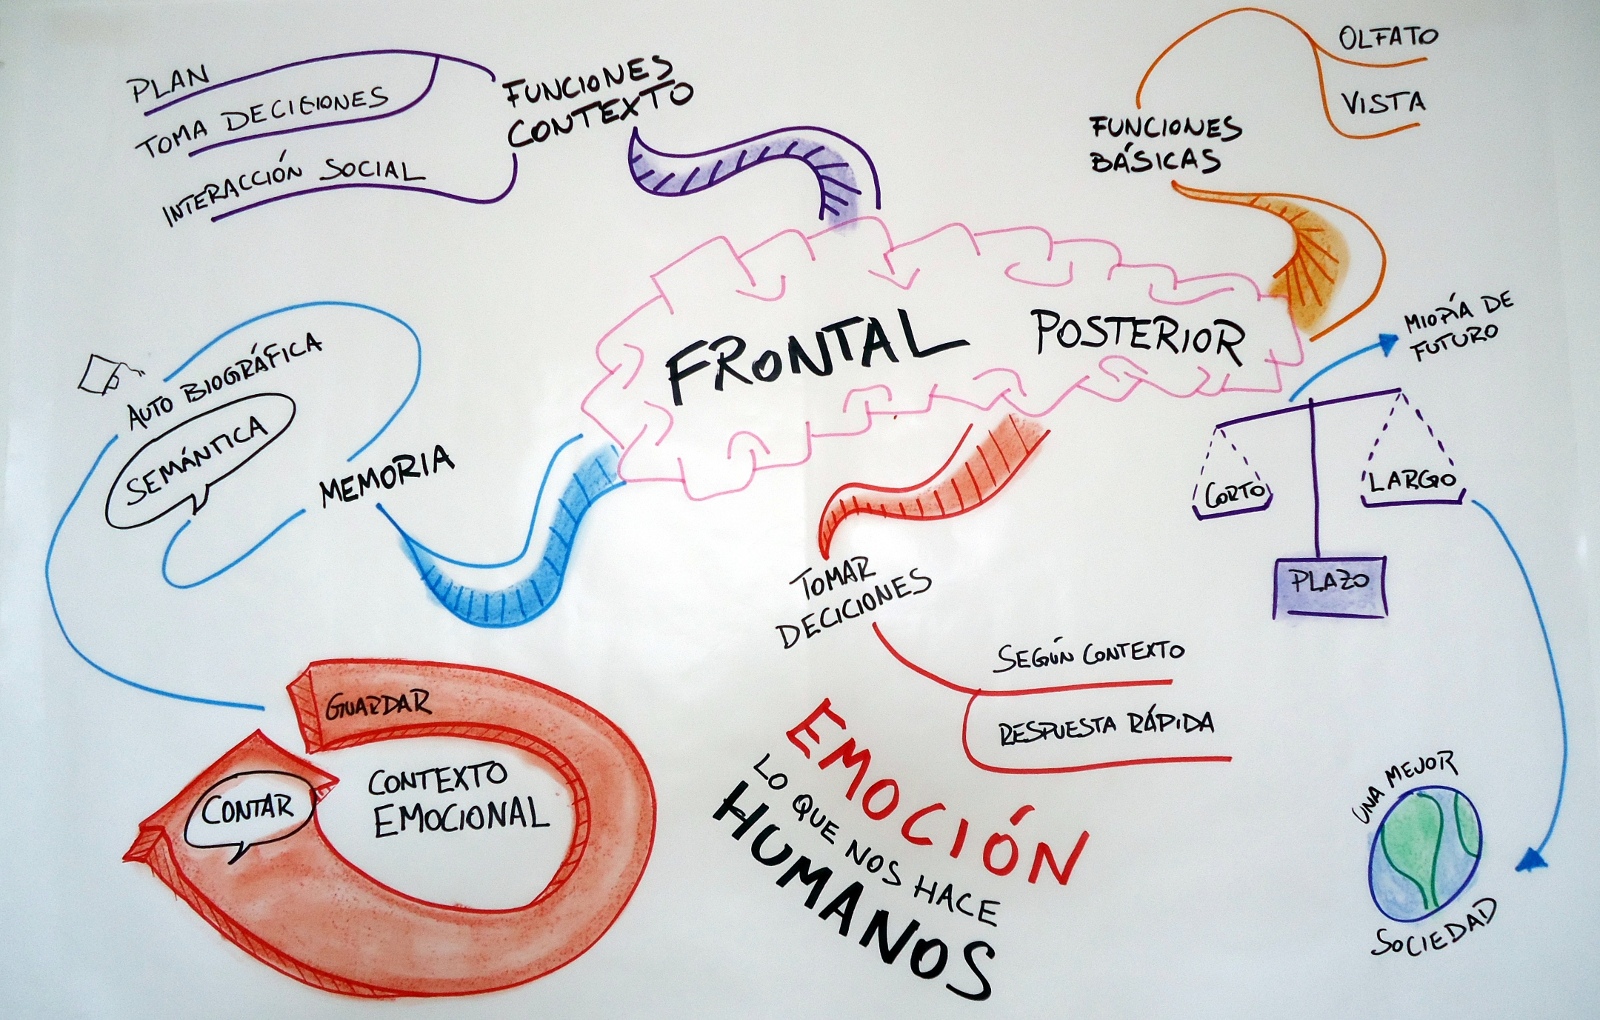 PLAN
TOMA DECICIONES
INTERACCIÓN SOCIAL
FUNCIONES
CONTEXTO
OLFATO
VISTA
FUNCIONES
BÁSICAS
FRONTAL
POSTERIOR
MIOPÍA DE
FUTURO
AUTO BIOGRÁFICA
SEMÁNTICA
MEMORIA
CORTO
LARGO
PLAZO
TOMAR
DECICIONES
SEGÚN CONTEXTO
RESPUESTA RÁPIDA
GUARDAR
CONTAR
CONTEXTO
EMOCIONAL
EMOCIÓN
LO QUE NOS HACE
HUMANOS
UNA MEJOR
SOCIEDAD